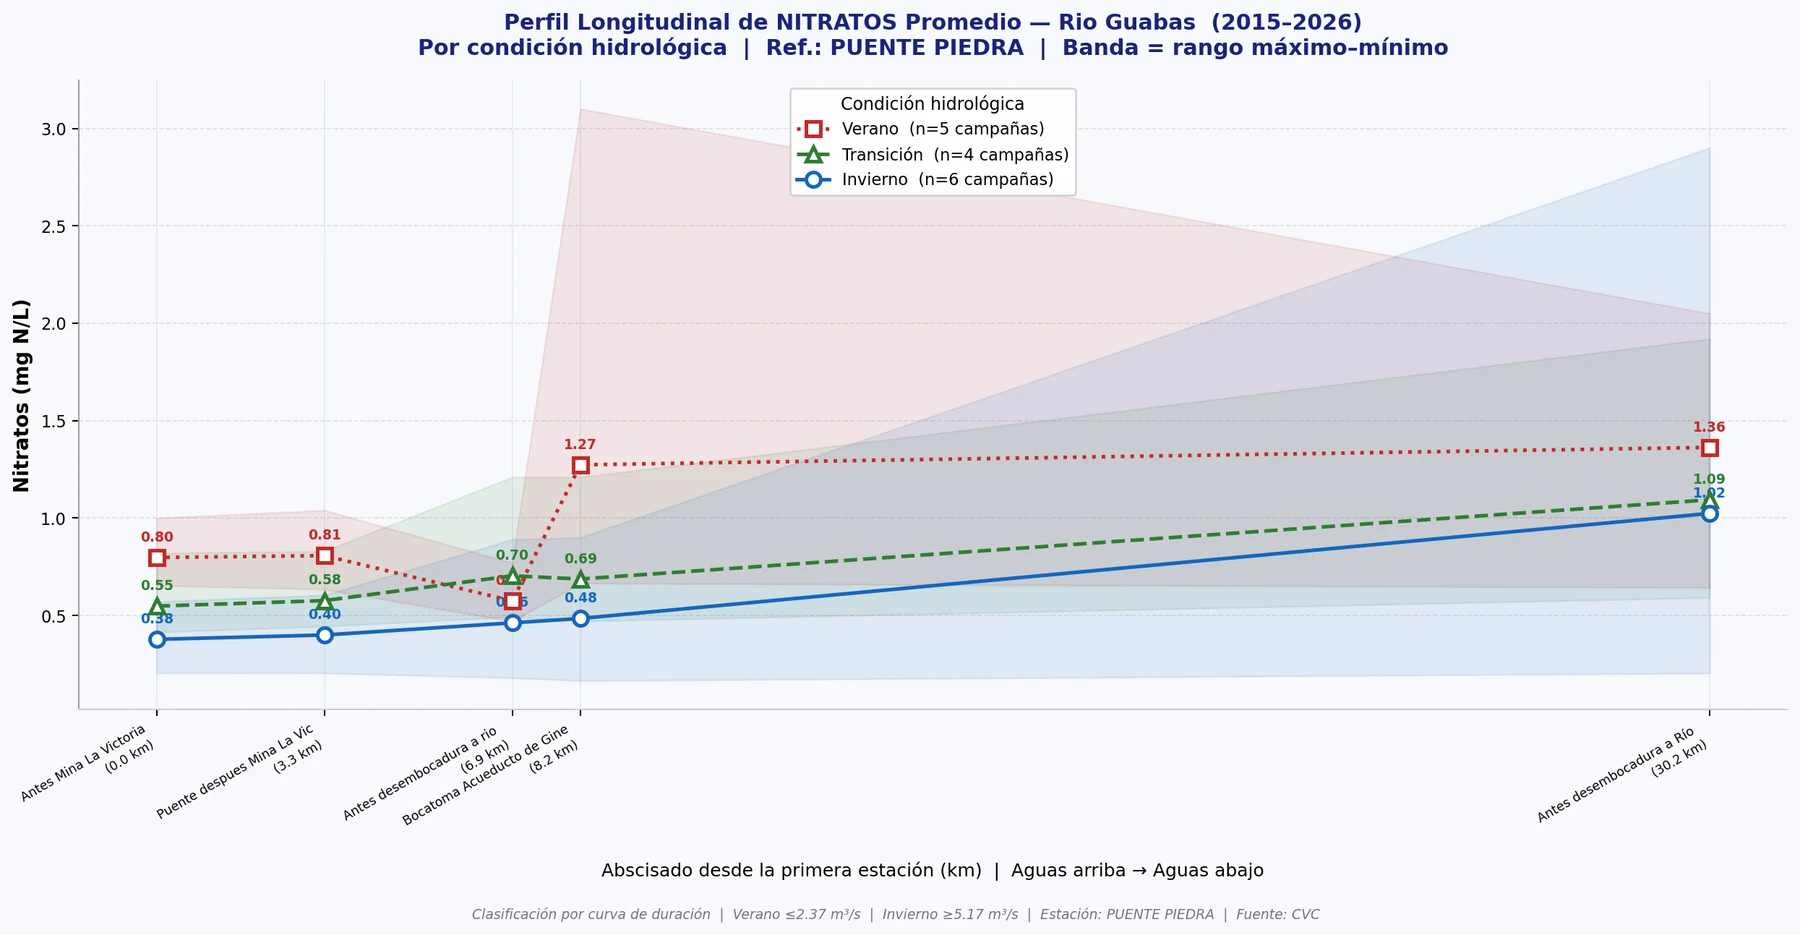 Perfil Longitudinal de NITRATOS Promedio — Rio Guabas (2015–2026)
Por condición hidrológica | Ref.: PUENTE PIEDRA | Banda = rango máximo–mínimo
Condición hidrológica
Verano (n=5 campañas)
Transición (n=4 campañas)
Invierno (n=6 campañas)
Nitratos (mg N/L)
3.0
2.5
2.0
1.5
1.0
0.5
0.80
0.81
1.27
1.36
0.55
0.58
0.70
0.69
1.09
0.38
0.40
0.48
1.02
Antes Mina La Victoria
(0.0 km)
Puente despues Mina La Vic
(3.3 km)
Antes desembocadura a rio
(6.9 km)
Bocatoma Acueducto de Gine
(8.2 km)
Antes desembocadura a Río
(30.2 km)
Abscisado desde la primera estación (km) | Aguas arriba → Aguas abajo
Clasificación por curva de duración | Verano ≤2.37 m³/s | Invierno ≥5.17 m³/s | Estación: PUENTE PIEDRA | Fuente: CVC